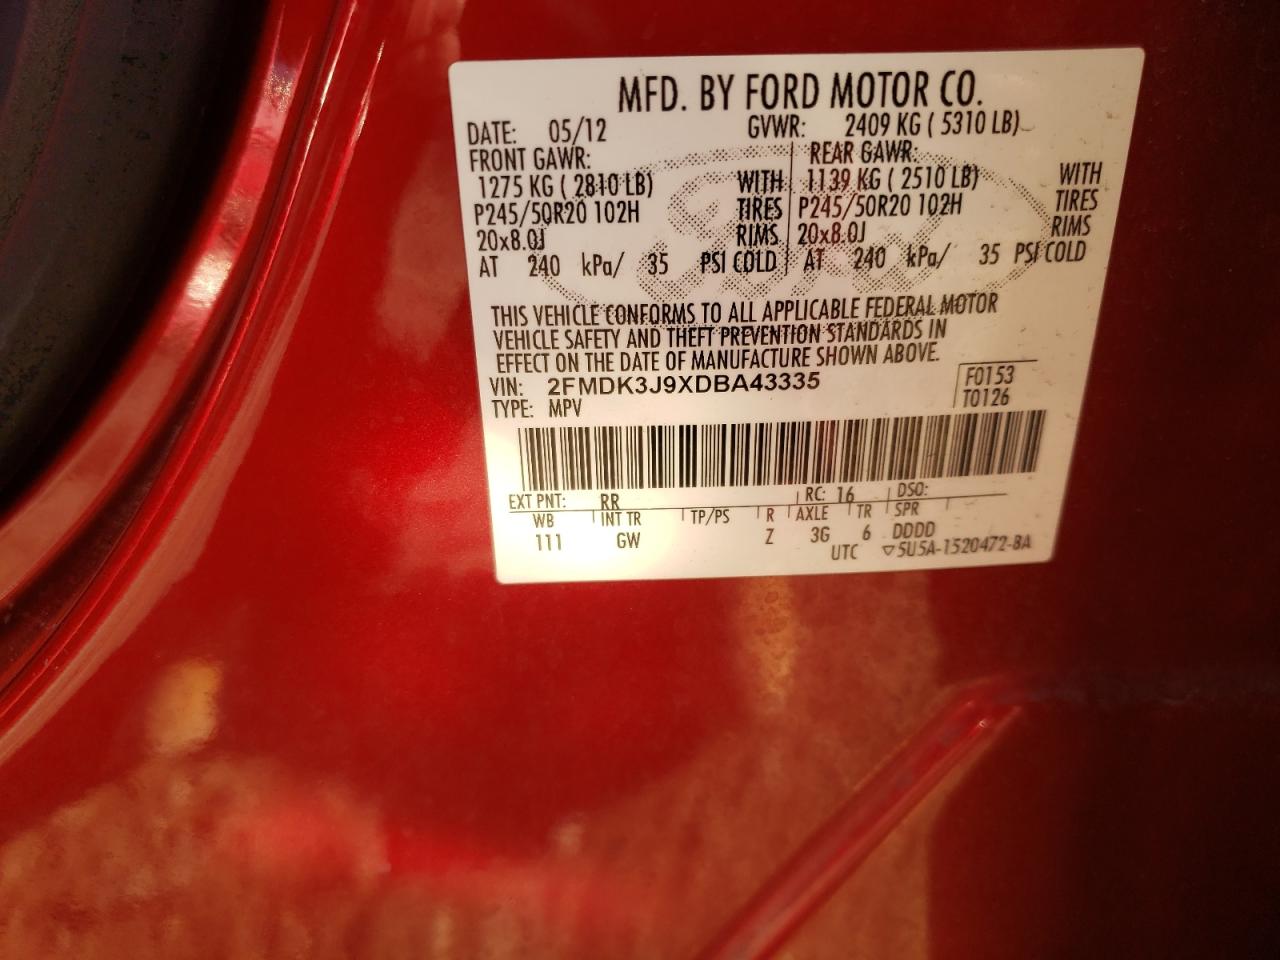 MFD. BY FORD MOTOR CO.
DATE: 05/12 GVWR: 2409 KG ( 5310 LB)
FRONT GAWR: REAR GAWR:
1275 KG ( 2810 LB) WITH 1139 KG ( 2510 LB) WITH
P245/50R20 102H TIRES P245/50R20 102H TIRES
20x8.0J RIMS 20x8.0J RIMS
AT 240 kPa/ 35 PSI COLD AT 240 kPa/ 35 PSI COLD
THIS VEHICLE CONFORMS TO ALL APPLICABLE FEDERAL MOTOR
VEHICLE SAFETY AND THEFT PREVENTION STANDARDS IN
EFFECT ON THE DATE OF MANUFACTURE SHOWN ABOVE.
VIN: 2FMDK3J9XDBA43335 F0153
TYPE: MPV T0126
EXT PNT: RR RC: 16 DSO:
WB INT TR TP/PS R AXLE TR SPR
111 GW Z 3G 6 DDDD
UTC ▽5U5A-1520472-BA